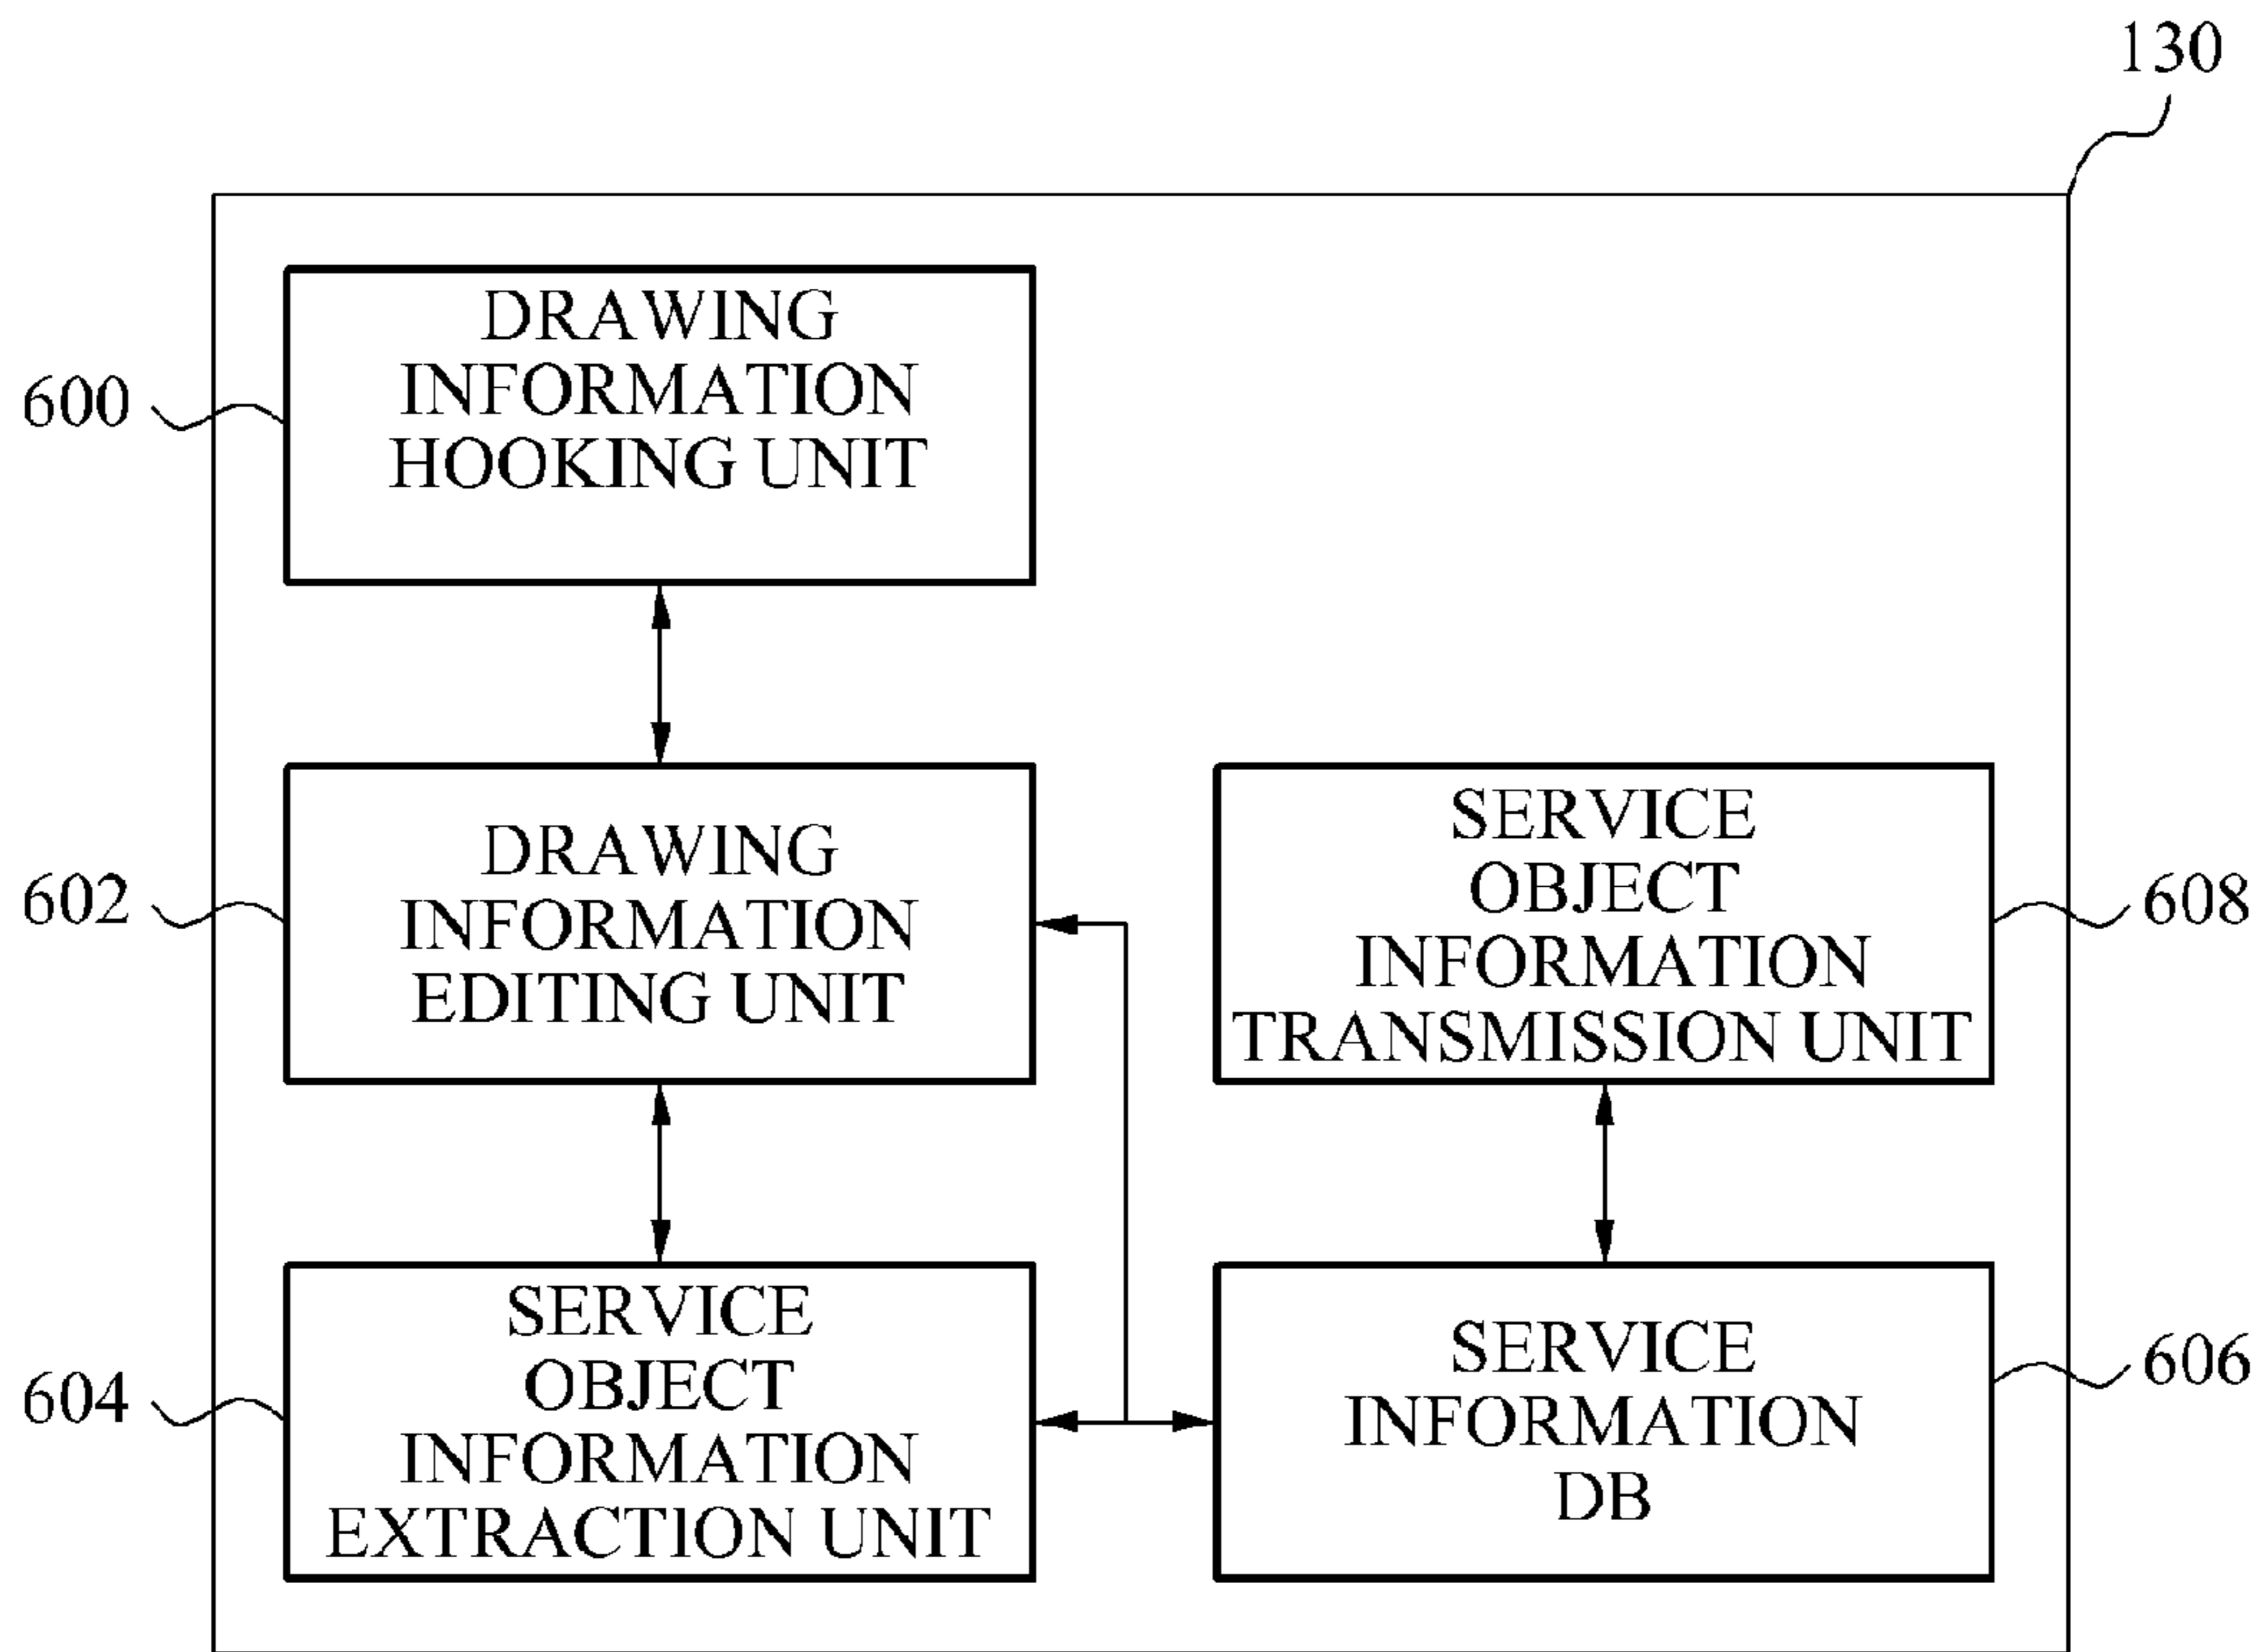 130
600
DRAWING
INFORMATION
HOOKING UNIT
602
DRAWING
INFORMATION
EDITING UNIT
SERVICE
OBJECT
INFORMATION
TRANSMISSION UNIT
608
604
SERVICE
OBJECT
INFORMATION
EXTRACTION UNIT
SERVICE
INFORMATION
DB
606